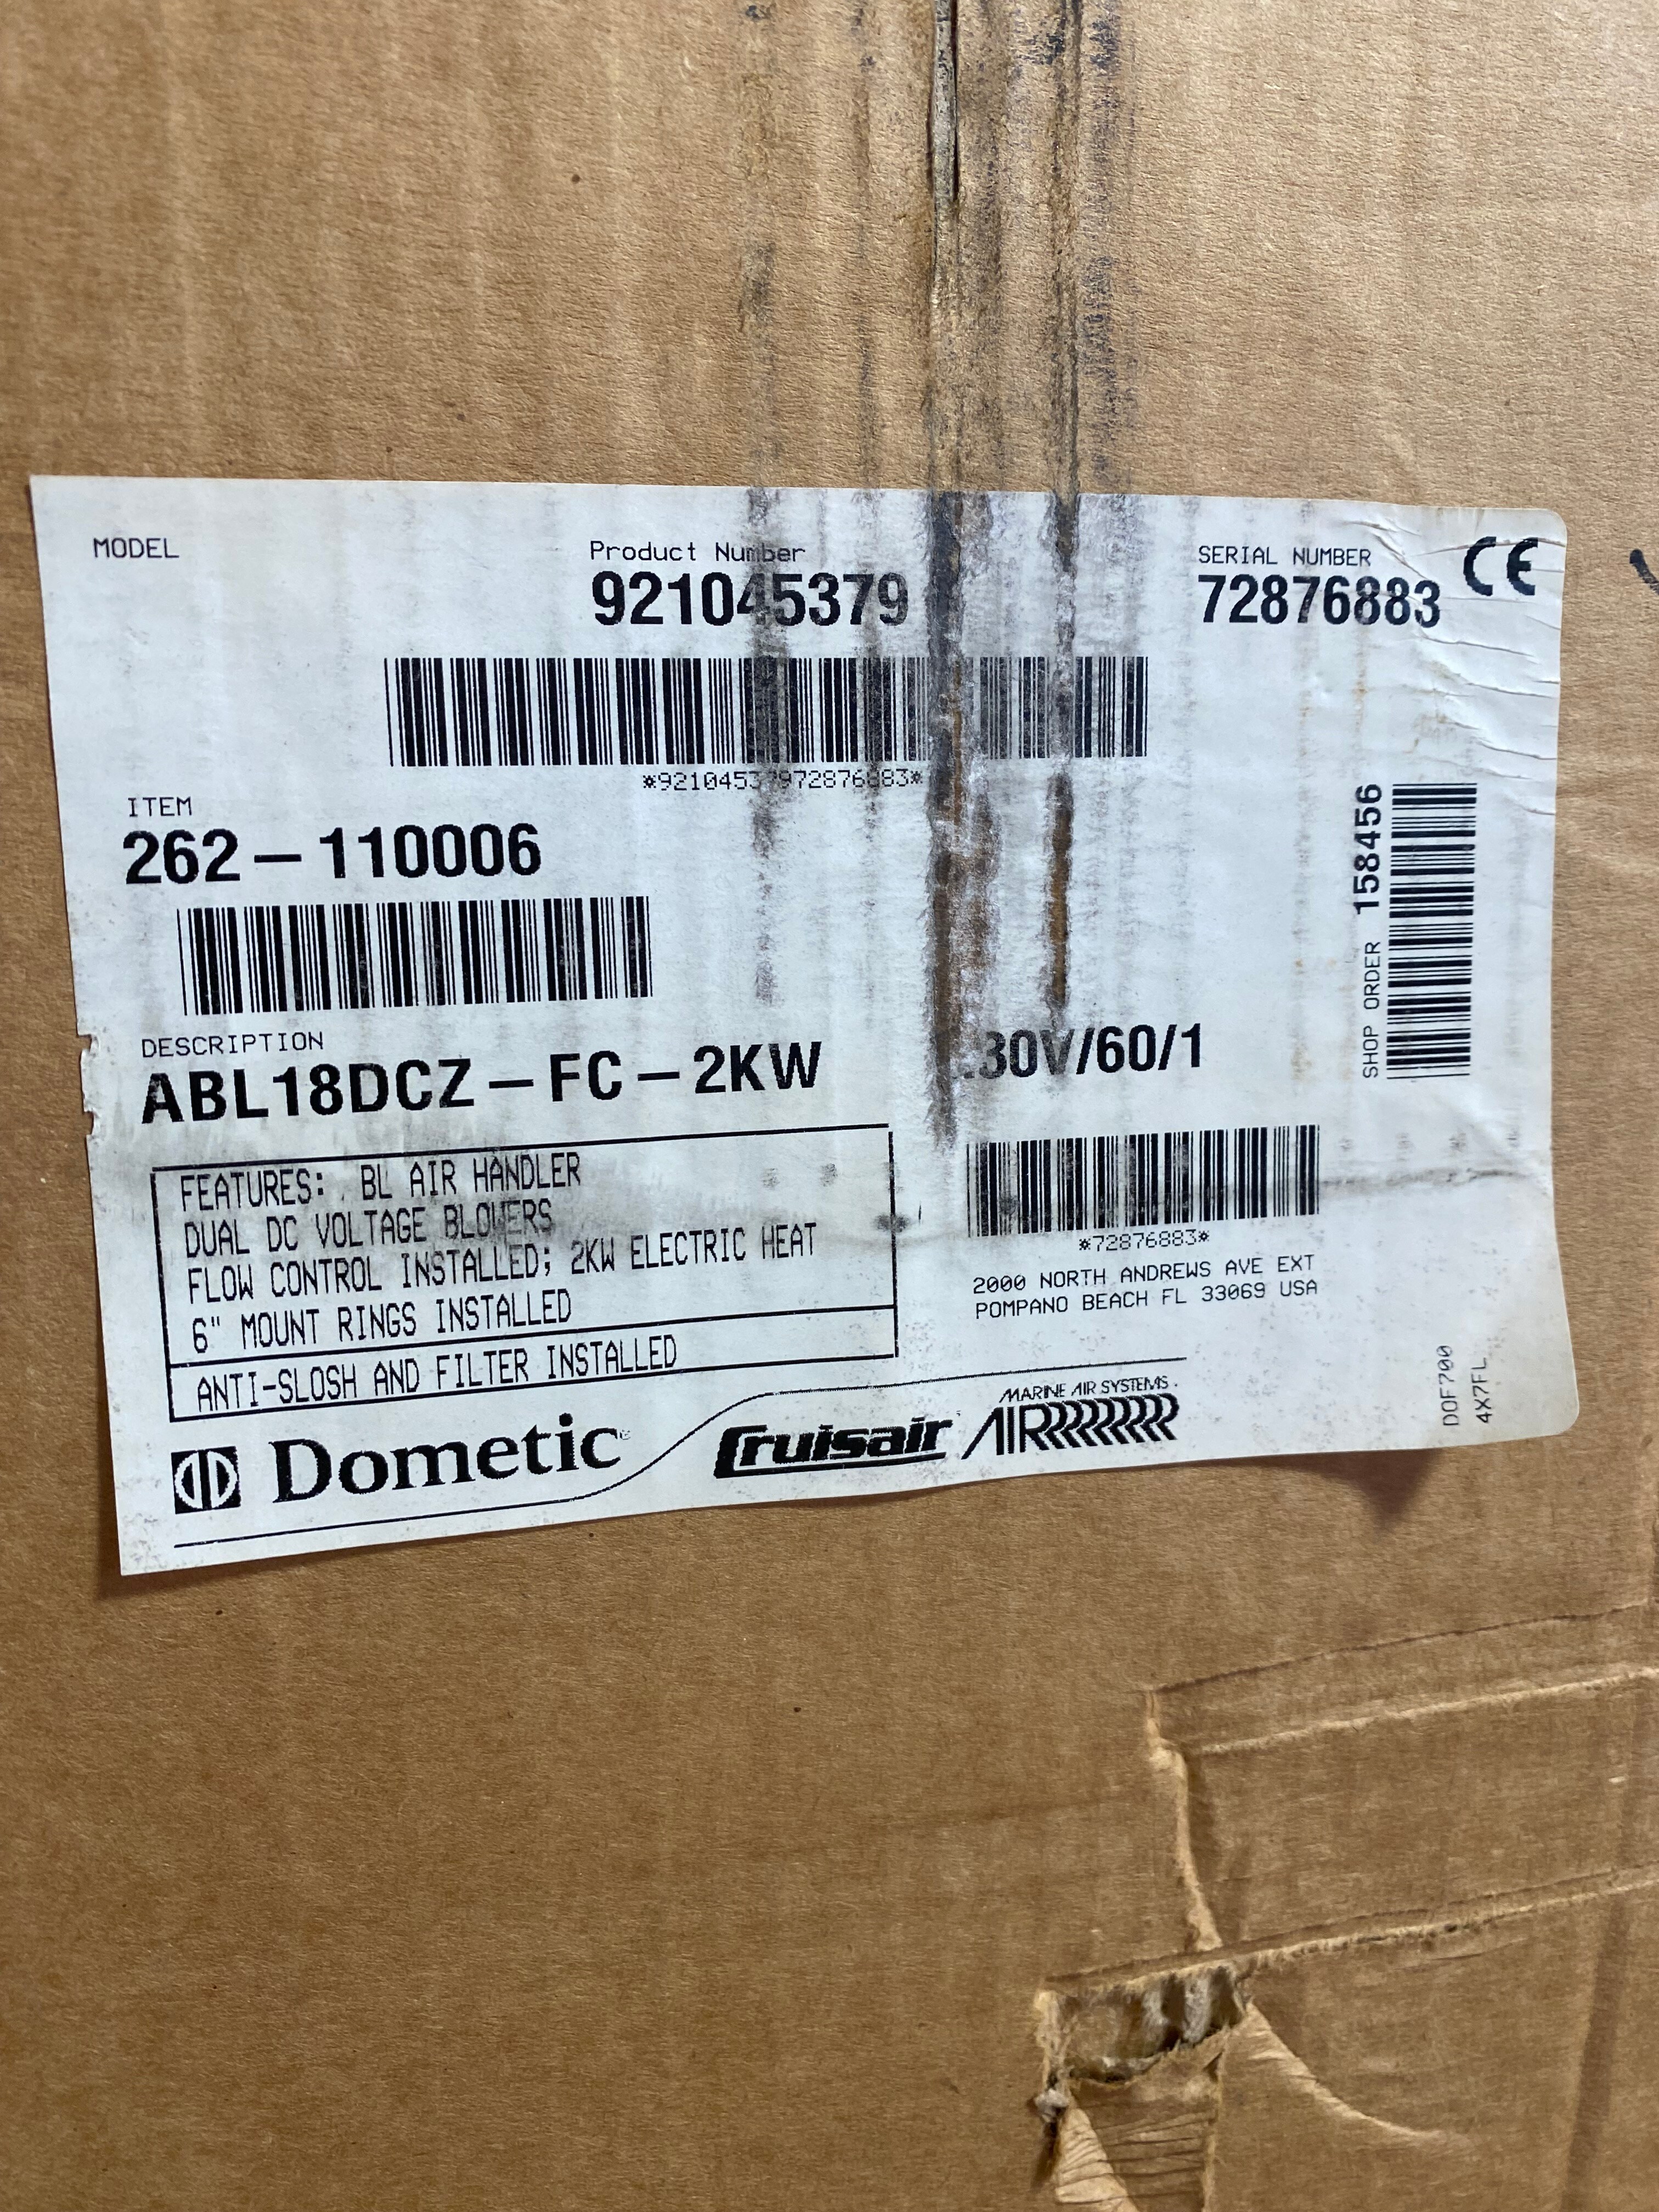 MODEL
Product Number
921045379
SERIAL NUMBER
72876883
CE
*92104537972876883*
ITEM
262-110006
SHOP ORDER 158456
DESCRIPTION
ABL18DCZ-FC-2KW
30V/60/1
FEATURES: BL AIR HANDLER
DUAL DC VOLTAGE BLOWERS
FLOW CONTROL INSTALLED; 2KW ELECTRIC HEAT
6" MOUNT RINGS INSTALLED
ANTI-SLOSH AND FILTER INSTALLED
*72876883*
2000 NORTH ANDREWS AVE EXT
POMPANO BEACH FL 33069 USA
DOF700
4X7FL
Dometic
Cruisair
MARINE AIR SYSTEMS
AIR